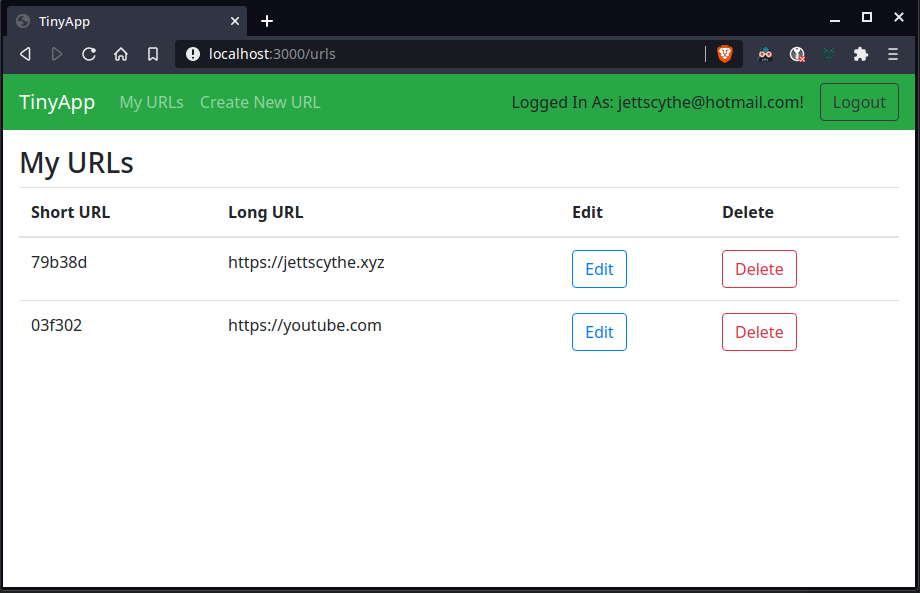 TinyApp
localhost:3000/urls
TinyApp My URLs Create New URL Logged In As: jettscythe@hotmail.com! Logout
My URLs
Short URL Long URL Edit Delete
79b38d https://jettscythe.xyz Edit Delete
03f302 https://youtube.com Edit Delete